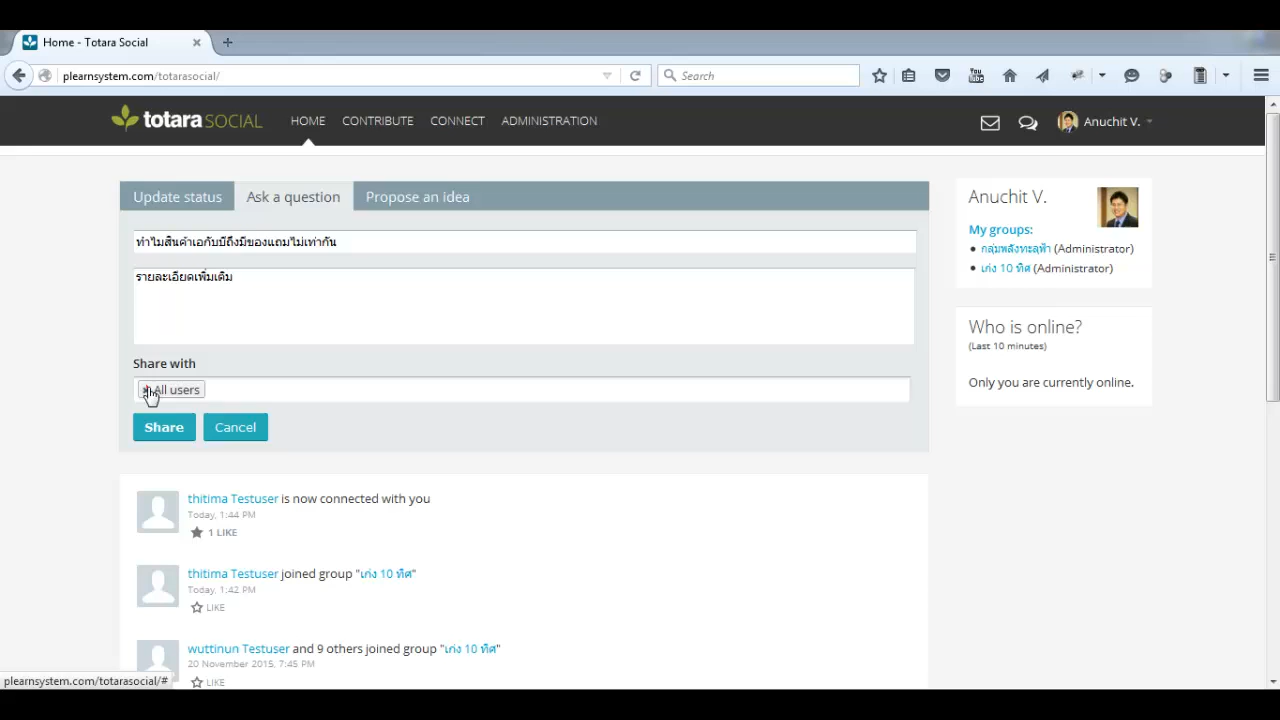 Home - Totara Social
plearnsystem.com/totarasocial/
Search
You Tube
totara SOCIAL
HOME
CONTRIBUTE
CONNECT
ADMINISTRATION
Anuchit V.
Update status
Ask a question
Propose an idea
ทำไมสินค้าเอกับบีถึงมีของแถมไม่เท่ากัน
รายละเอียดเพิ่มเติม
Share with
All users
Share
Cancel
thitima Testuser is now connected with you
Today, 1:44 PM
1 LIKE
thitima Testuser joined group "เก่ง 10 ทิศ"
Today, 1:42 PM
LIKE
wuttinun Testuser and 9 others joined group "เก่ง 10 ทิศ"
20 November 2015, 7:45 PM
LIKE
Anuchit V.
My groups:
กลุ่มพลังทะลุฟ้า (Administrator)
เก่ง 10 ทิศ (Administrator)
Who is online?
(Last 10 minutes)
Only you are currently online.
plearnsystem.com/totarasocial/#